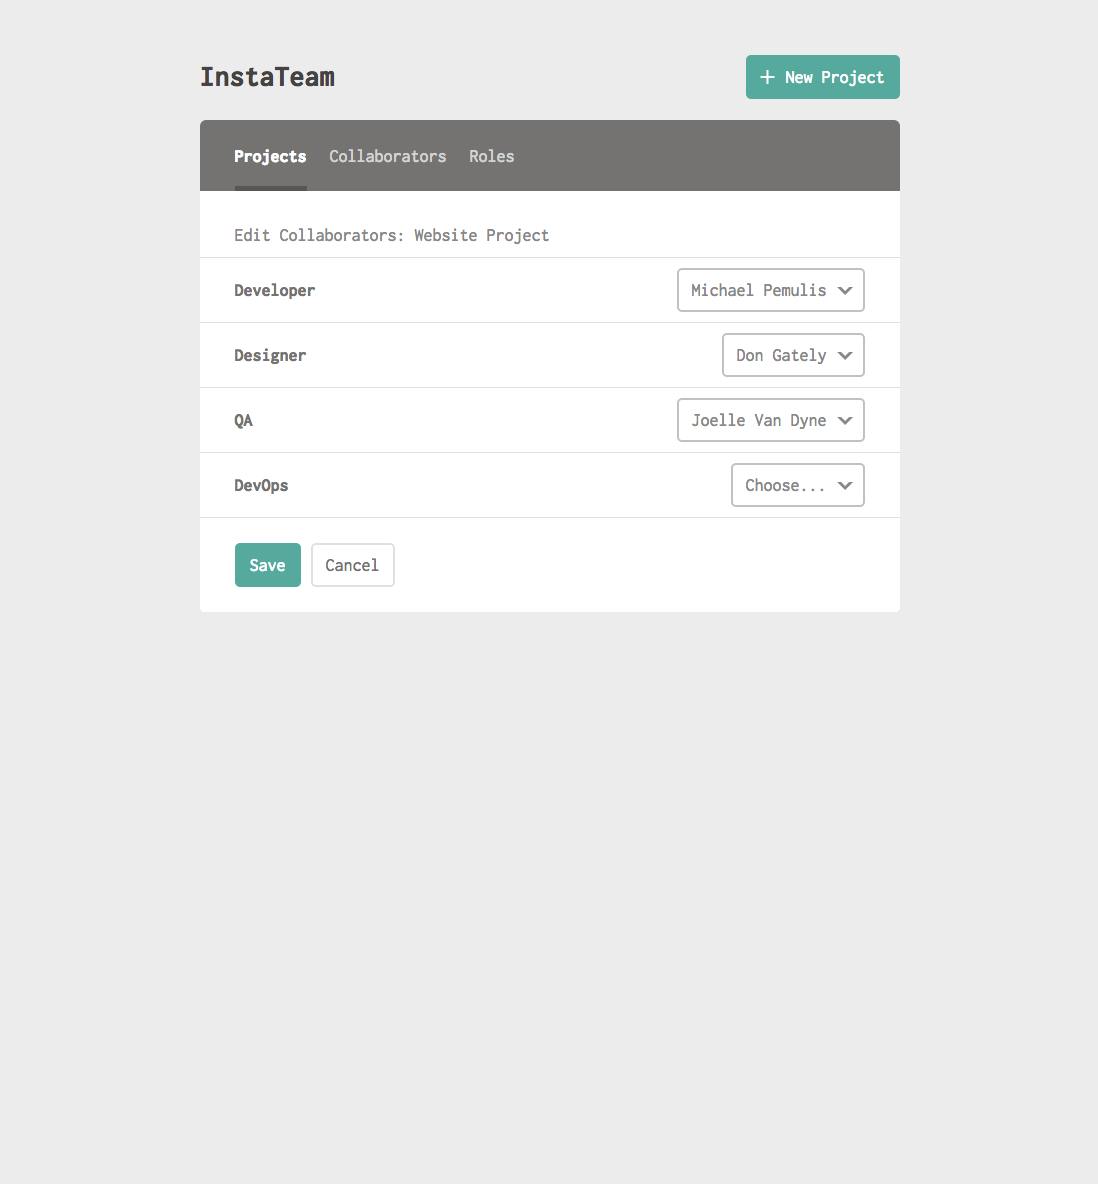 InstaTeam
+ New Project
Projects Collaborators Roles
Edit Collaborators: Website Project
Developer Michael Pemulis
Designer Don Gately
QA Joelle Van Dyne
DevOps Choose...
Save Cancel